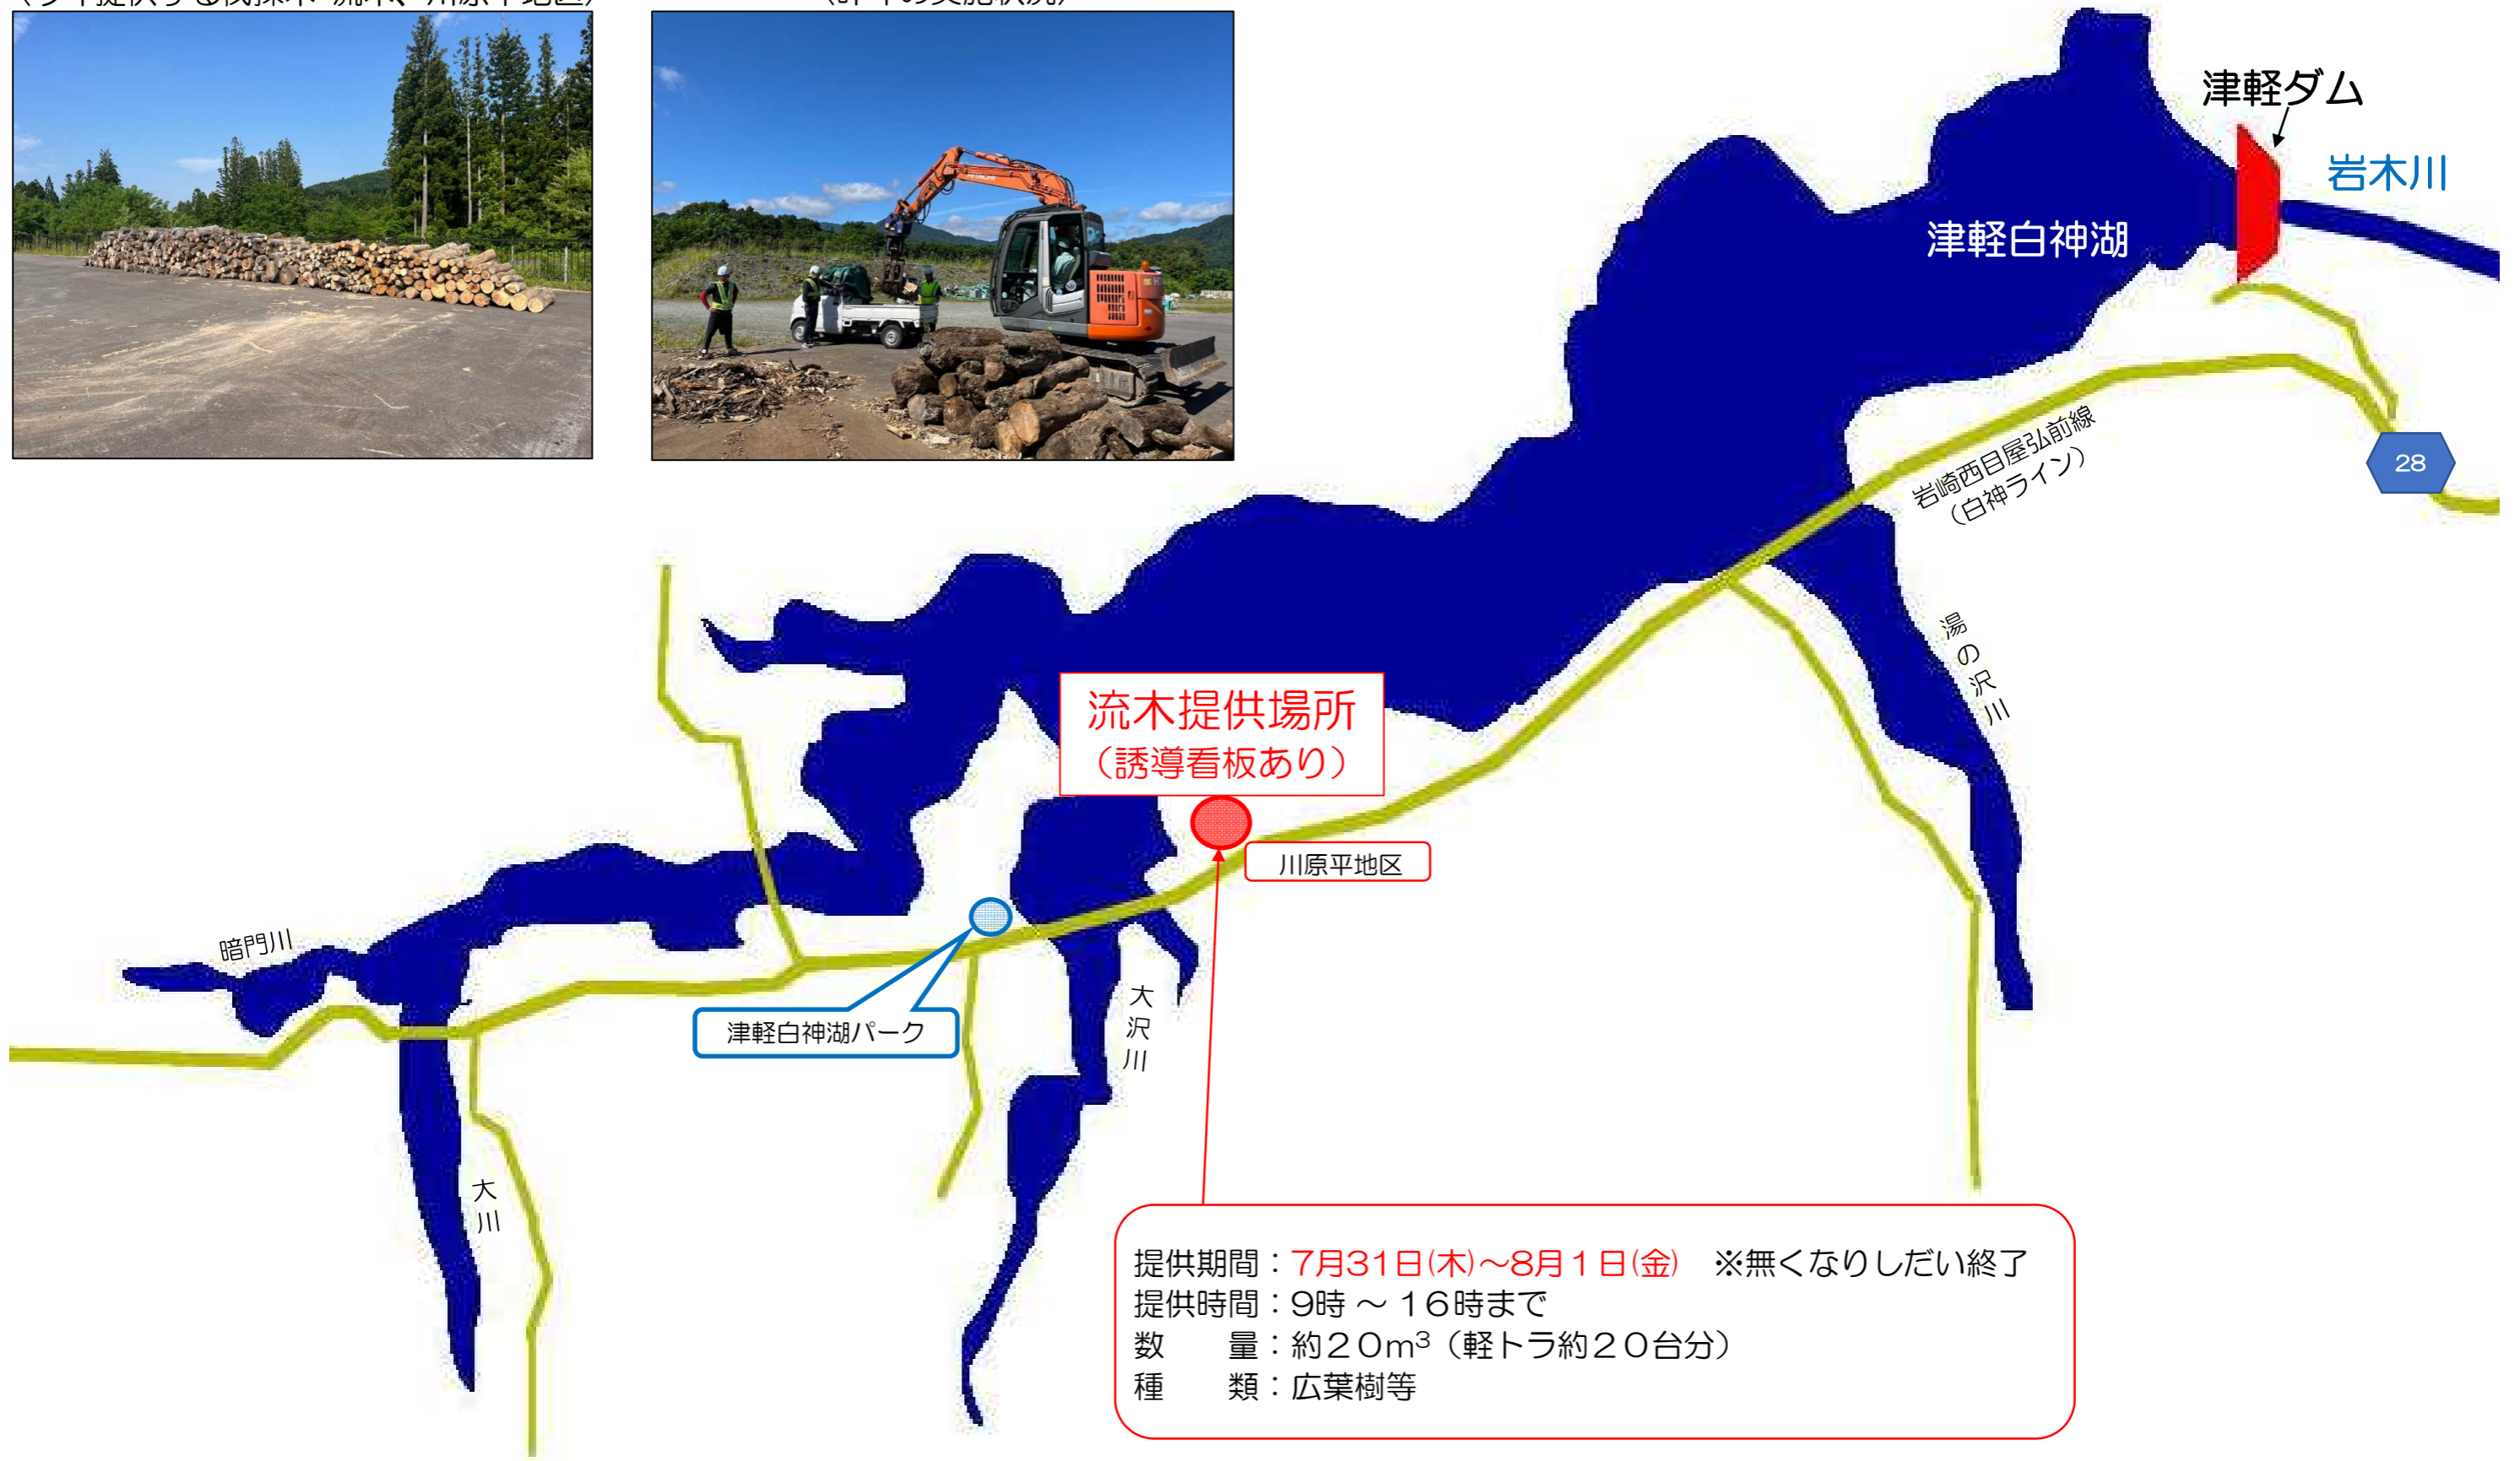 津軽ダム
岩木川
津軽白神湖
岩崎西目屋弘前線
（白神ライン）
28
湯の沢川
流木提供場所
（誘導看板あり）
川原平地区
暗門川
津軽白神湖パーク
大沢川
大川
提供期間：7月31日(木)～8月１日(金)　※無くなりしだい終了
提供時間：9時 ～ １６時まで
数　　量：約２０m³（軽トラ約２０台分）
種　　類：広葉樹等